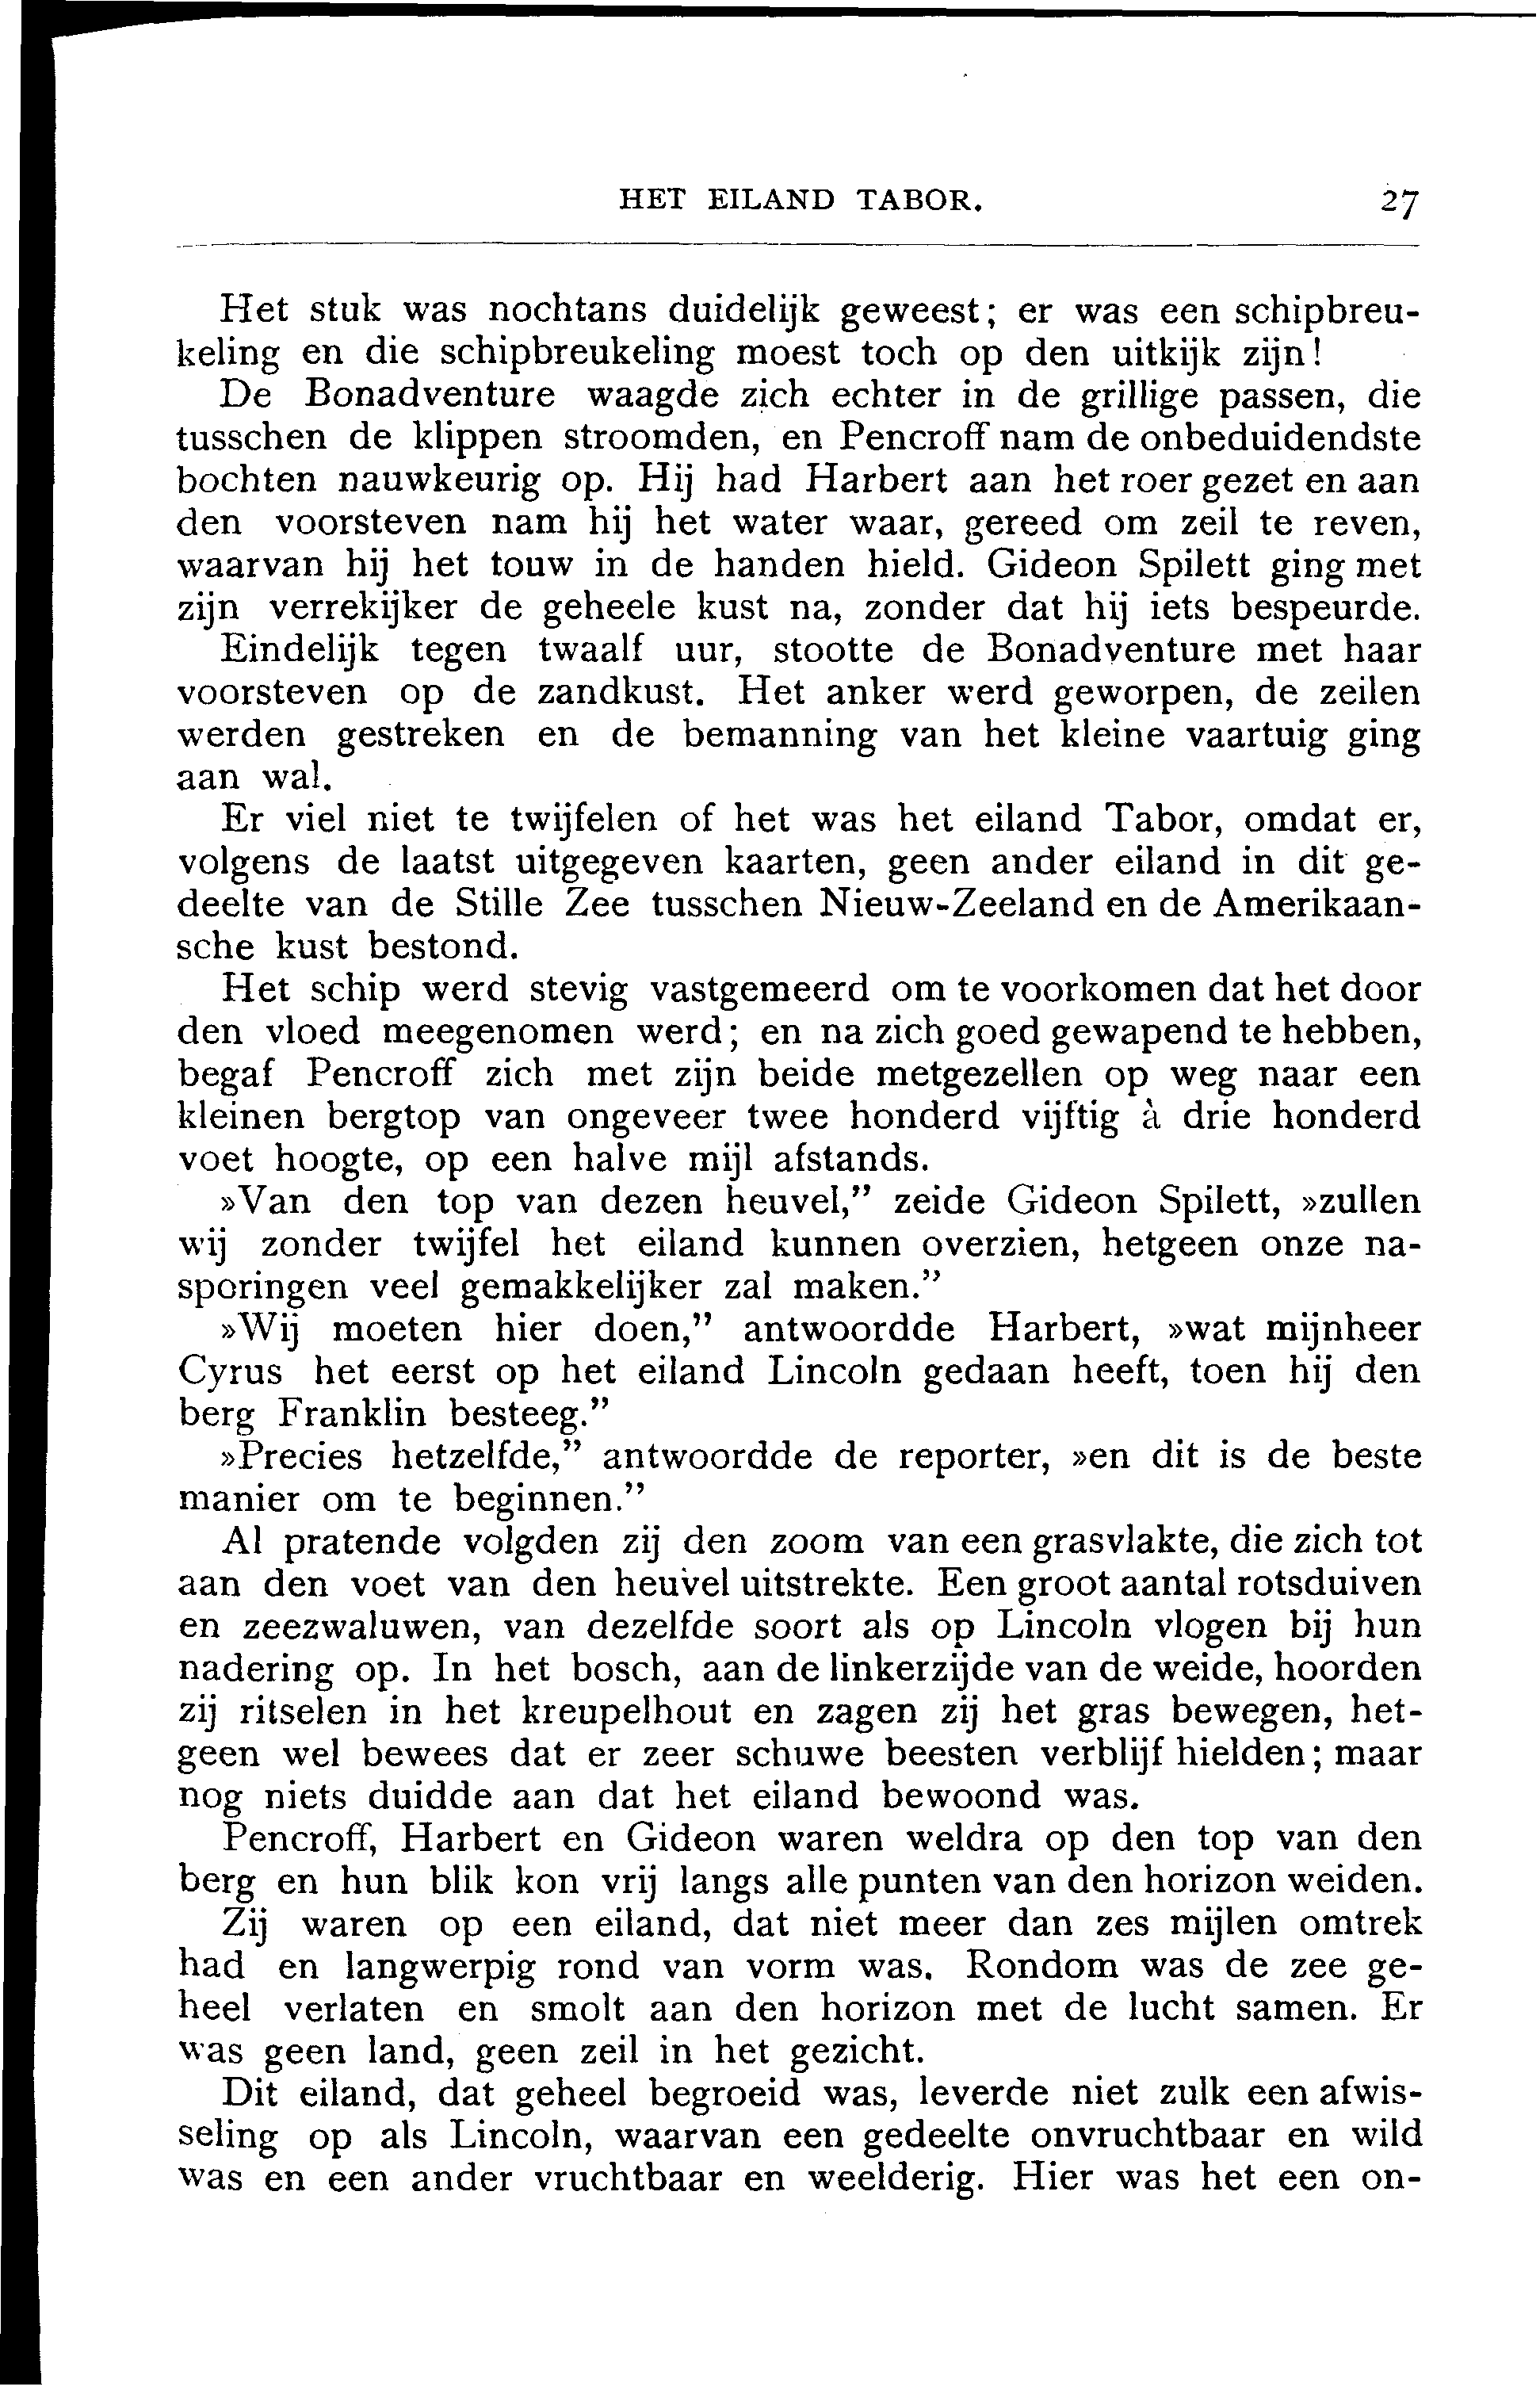 HET EILAND TABOR. 27
Het stuk was nochtans duidelijk geweest; er was een schipbreu-
keling en die schipbreukeling moest toch op den uitkijk zijn!
De Bonadventure waagde zich echter in de grillige passen, die
tusschen de klippen stroomden, en Pencroff nam de onbeduidendste
bochten nauwkeurig op. Hij had Harbert aan het roer gezet en aan
den voorsteven nam hij het water waar, gereed om zeil te reven,
waarvan hij het touw in de handen hield. Gideon Spilett ging met
zijn verrekijker de geheele kust na, zonder dat hij iets bespeurde.
Eindelijk tegen twaalf uur, stootte de Bonadventure met haar
voorsteven op de zandkust. Het anker werd geworpen, de zeilen
werden gestreken en de bemanning van het kleine vaartuig ging
aan wal.
Er viel niet te twijfelen of het was het eiland Tabor, omdat er,
volgens de laatst uitgegeven kaarten, geen ander eiland in dit ge-
deelte van de Stille Zee tusschen Nieuw-Zeeland en de Amerikaan-
sche kust bestond.
Het schip werd stevig vastgemeerd om te voorkomen dat het door
den vloed meegenomen werd; en na zich goed gewapend te hebben,
begaf Pencroff zich met zijn beide metgezellen op weg naar een
kleinen bergtop van ongeveer twee honderd vijftig à drie honderd
voet hoogte, op een halve mijl afstands.
»Van den top van dezen heuvel,” zeide Gideon Spilett, »zullen
wij zonder twijfel het eiland kunnen overzien, hetgeen onze na-
sporingen veel gemakkelijker zal maken.”
»Wij moeten hier doen,” antwoordde Harbert, »wat mijnheer
Cyrus het eerst op het eiland Lincoln gedaan heeft, toen hij den
berg Franklin besteeg.”
»Precies hetzelfde,” antwoordde de reporter, »en dit is de beste
manier om te beginnen.”
Al pratende volgden zij den zoom van een grasvlakte, die zich tot
aan den voet van den heuvel uitstrekte. Een groot aantal rotsduiven
en zeezwaluwen, van dezelfde soort als op Lincoln vlogen bij hun
nadering op. In het bosch, aan de linkerzijde van de weide, hoorden
zij ritselen in het kreupelhout en zagen zij het gras bewegen, het-
geen wel bewees dat er zeer schuwe beesten verblijf hielden; maar
nog niets duidde aan dat het eiland bewoond was.
Pencroff, Harbert en Gideon waren weldra op den top van den
berg en hun blik kon vrij langs alle punten van den horizon weiden.
Zij waren op een eiland, dat niet meer dan zes mijlen omtrek
had en langwerpig rond van vorm was. Rondom was de zee ge-
heel verlaten en smolt aan den horizon met de lucht samen. Er
was geen land, geen zeil in het gezicht.
Dit eiland, dat geheel begroeid was, leverde niet zulk een afwis-
seling op als Lincoln, waarvan een gedeelte onvruchtbaar en wild
was en een ander vruchtbaar en weelderig. Hier was het een on-